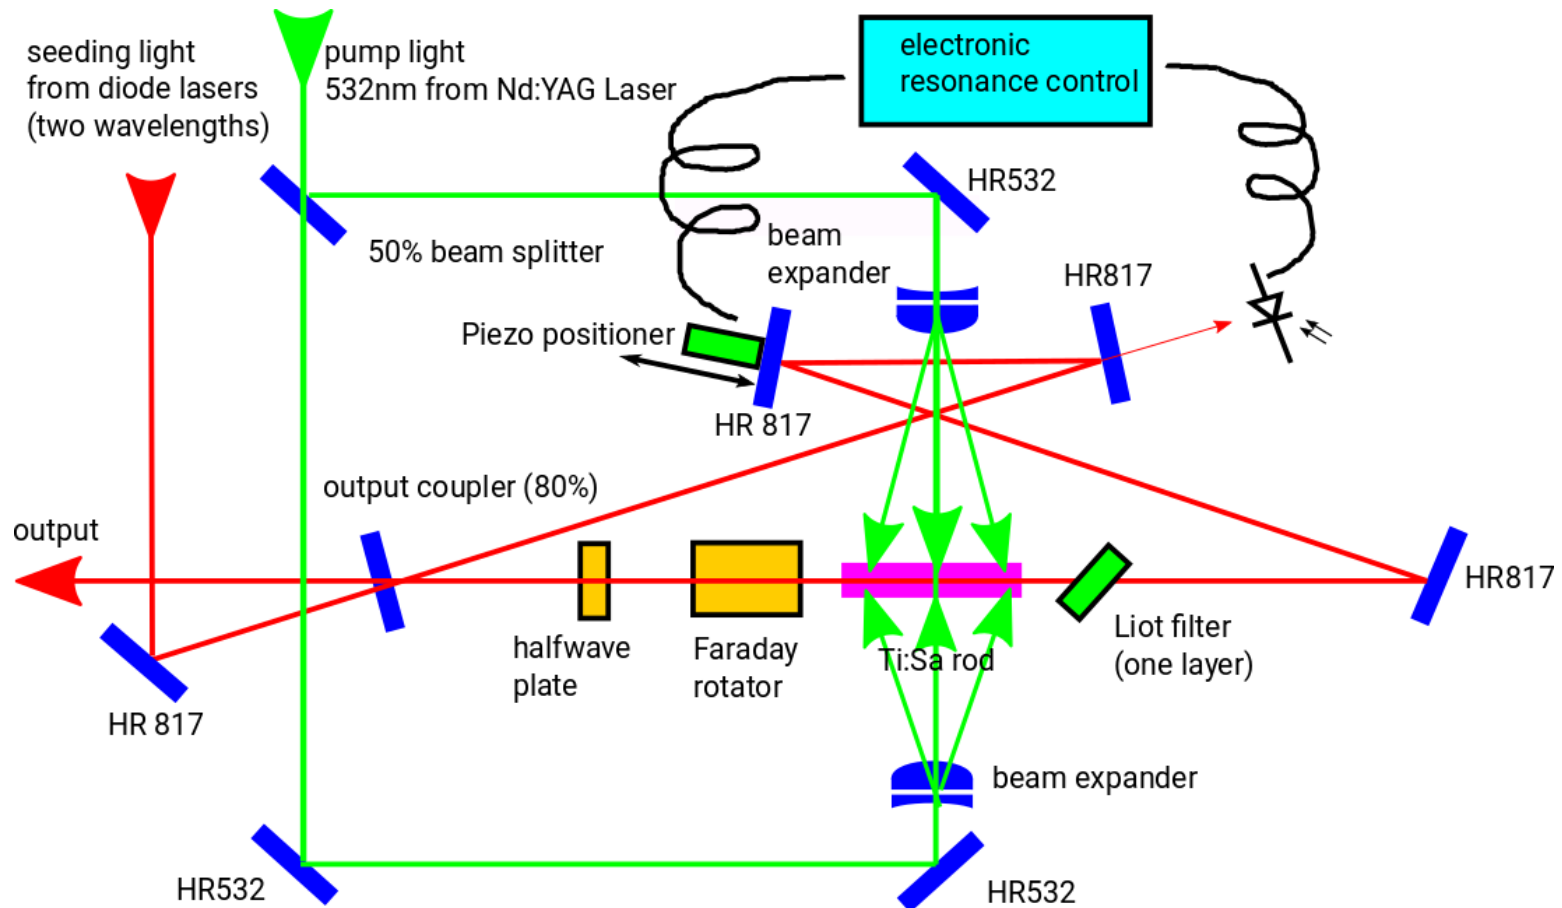 seeding light
from diode lasers
(two wavelengths)
pump light
532nm from Nd:YAG Laser
electronic
resonance control
HR532
50% beam splitter
beam
expander
HR817
Piezo positioner
HR 817
output coupler (80%)
output
HR817
halfwave
plate
Faraday
rotator
Ti:Sa rod
Liot filter
(one layer)
HR 817
beam expander
HR532
HR532